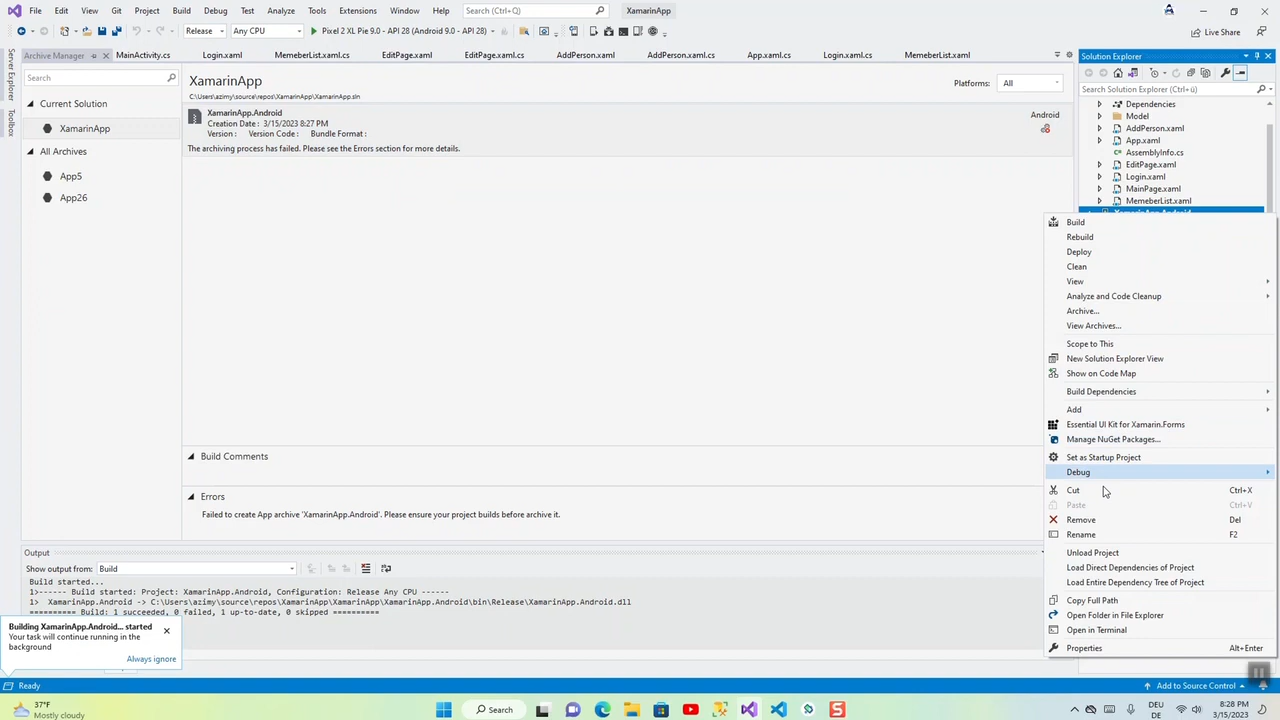 File Edit View Git Project Build Debug Test Analyze Tools Extensions Window Help Search (Ctrl+Q) XamarinApp
Release Any CPU Pixel 2 XL Pie 9.0 - API 28 (Android 9.0 - API 28) Live Share
Server Explorer
Toolbox
Archive Manager MainActivity.cs Login.xaml MemeberList.xaml.cs EditPage.xaml EditPage.xaml.cs AddPerson.xaml AddPerson.xaml.cs App.xaml.cs Login.xaml.cs MemeberList.xaml
Search
Current Solution
XamarinApp
All Archives
App5
App26
XamarinApp
Platforms: All
C:\Users\azimy\source\repos\XamarinApp\XamarinApp.sln
XamarinApp.Android
Creation Date : 3/15/2023 8:27 PM
Version : Version Code : Bundle Format :
The archiving process has failed. Please see the Errors section for more details.
Android
Build Comments
Errors
Failed to create App archive 'XamarinApp.Android'. Please ensure your project builds before archive it.
Solution Explorer
Search Solution Explorer (Ctrl+ü)
Dependencies
Model
AddPerson.xaml
App.xaml
AssemblyInfo.cs
EditPage.xaml
Login.xaml
MainPage.xaml
MemeberList.xaml
XamarinApp.Android
Build
Rebuild
Deploy
Clean
View
Analyze and Code Cleanup
Archive...
View Archives...
Scope to This
New Solution Explorer View
Show on Code Map
Build Dependencies
Add
Essential UI Kit for Xamarin.Forms
Manage NuGet Packages...
Set as Startup Project
Debug
Cut Ctrl+X
Paste Ctrl+V
Remove Del
Rename F2
Unload Project
Load Direct Dependencies of Project
Load Entire Dependency Tree of Project
Copy Full Path
Open Folder in File Explorer
Open in Terminal
Properties Alt+Enter
Output
Show output from: Build
Build started...
1>------ Build started: Project: XamarinApp.Android, Configuration: Release Any CPU ------
1> XamarinApp.Android -> C:\Users\azimy\source\repos\XamarinApp\XamarinApp\XamarinApp.Android\bin\Release\XamarinApp.Android.dll
========== Build: 1 succeeded, 0 failed, 1 up-to-date, 0 skipped ==========
Building XamarinApp.Android... started
Your task will continue running in the
background
Always ignore
Ready Add to Source Control
37°F
Mostly cloudy
Search
DEU
DE
8:28 PM
3/15/2023